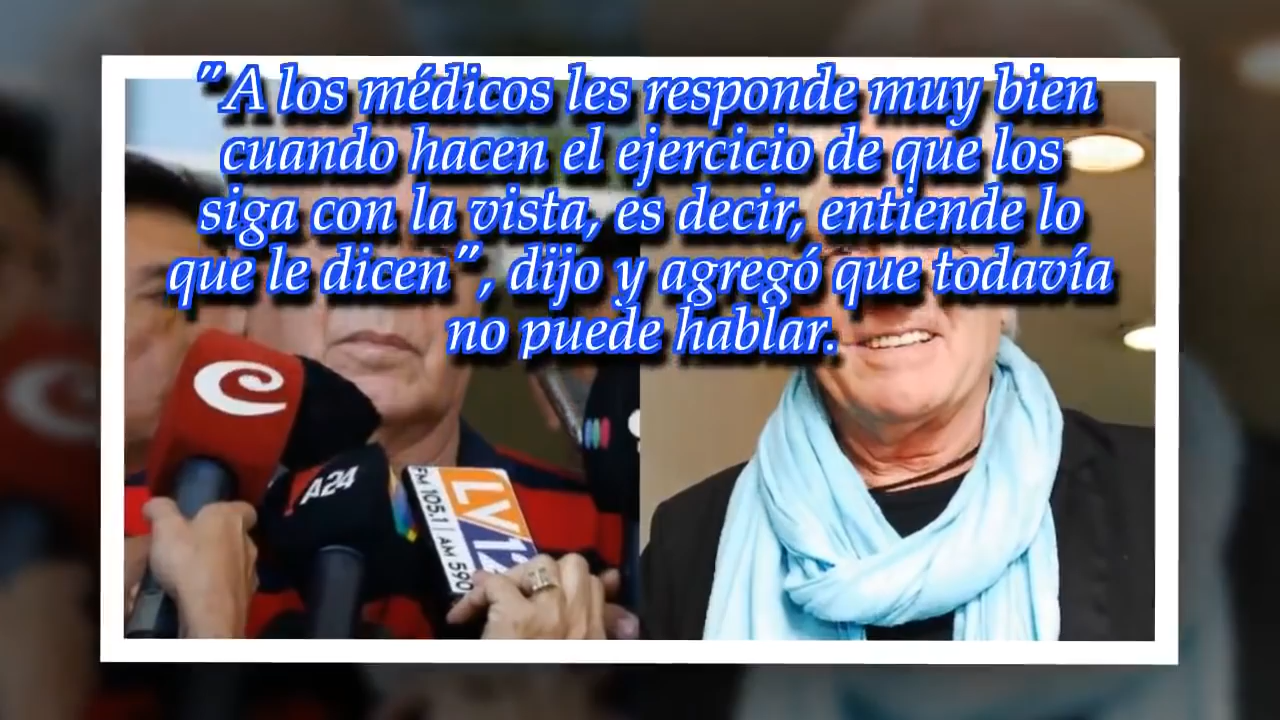 "A los médicos les responde muy bien
cuando hacen el ejercicio de que los
siga con la vista, es decir, entiende lo
que le dicen", dijo y agregó que todavía
no puede hablar.
A24
LV12
FM 105.1 | AM 590